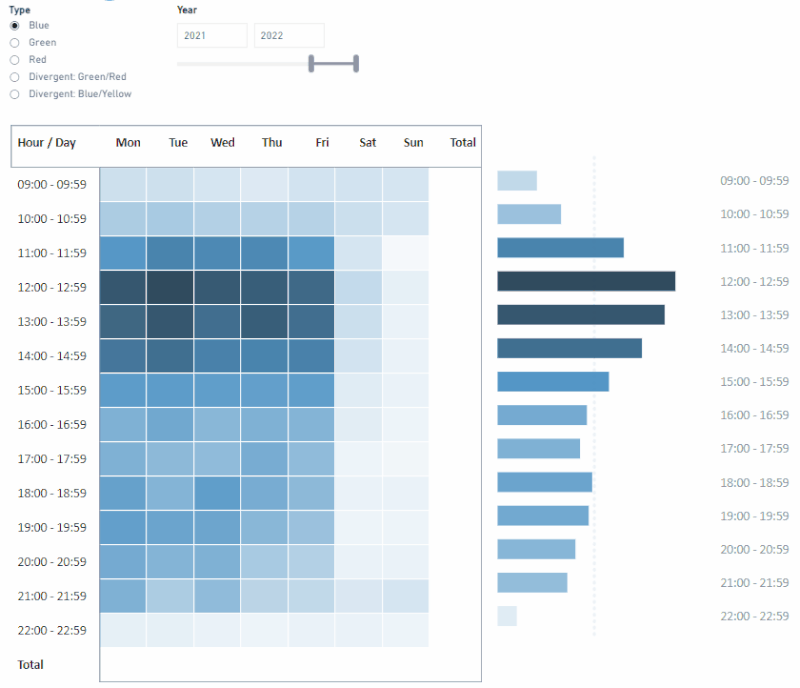 Type
Blue
Green
Red
Divergent: Green/Red
Divergent: Blue/Yellow
Year
2021 2022
Hour / Day Mon Tue Wed Thu Fri Sat Sun Total
09:00 - 09:59
10:00 - 10:59
11:00 - 11:59
12:00 - 12:59
13:00 - 13:59
14:00 - 14:59
15:00 - 15:59
16:00 - 16:59
17:00 - 17:59
18:00 - 18:59
19:00 - 19:59
20:00 - 20:59
21:00 - 21:59
22:00 - 22:59
Total
09:00 - 09:59
10:00 - 10:59
11:00 - 11:59
12:00 - 12:59
13:00 - 13:59
14:00 - 14:59
15:00 - 15:59
16:00 - 16:59
17:00 - 17:59
18:00 - 18:59
19:00 - 19:59
20:00 - 20:59
21:00 - 21:59
22:00 - 22:59